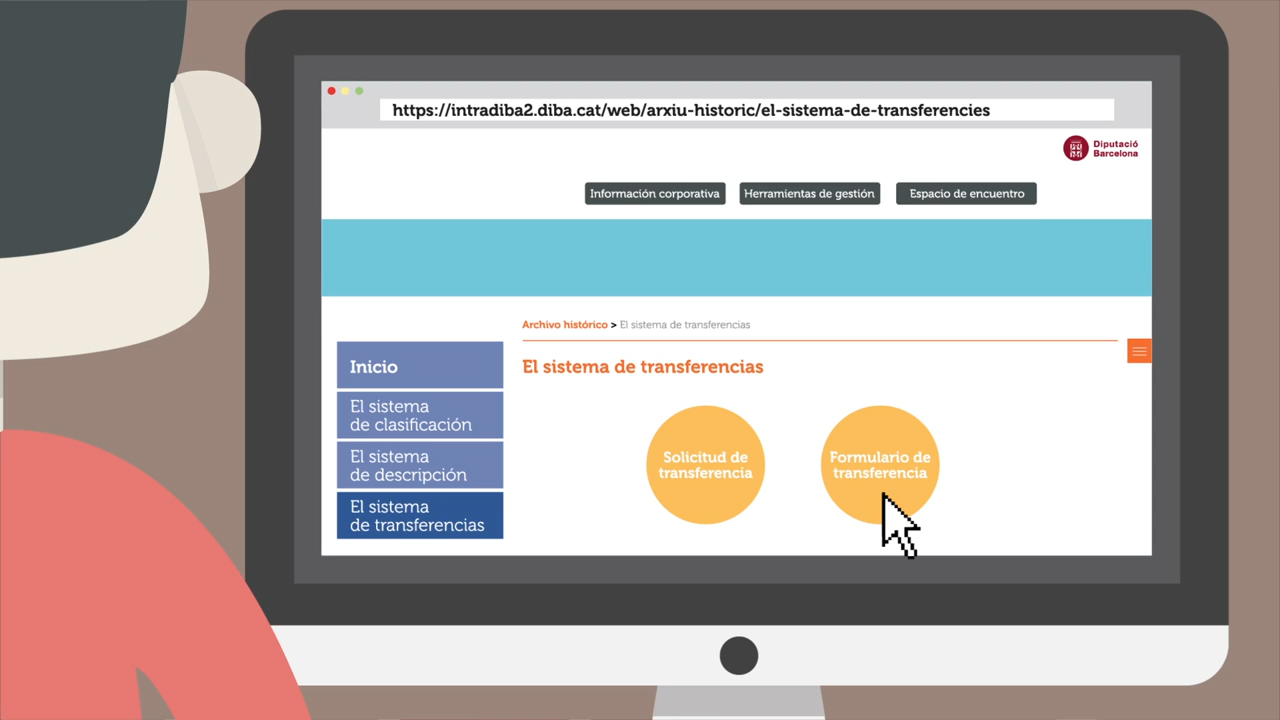 https://intradiba2.diba.cat/web/arxiu-historic/el-sistema-de-transferencies
Diputació
Barcelona
Información corporativa
Herramientas de gestión
Espacio de encuentro
Archivo histórico > El sistema de transferencias
El sistema de transferencias
Inicio
El sistema
de clasificación
El sistema
de descripción
El sistema
de transferencias
Solicitud de
transferencia
Formulario de
transferencia